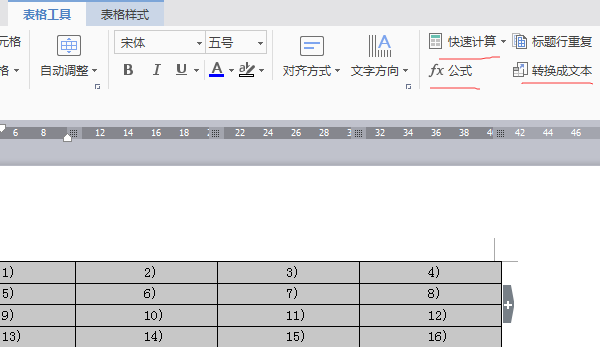 表格工具 表格样式
元格 宋体 五号 快速计算 标题行重复
格 自动调整 B I U A ab 对齐方式 文字方向 fx 公式 转换成文本
6 8 12 14 16 18 2 22 24 26 28 3 32 34 36 38 4 42 44 46
1) 2) 3) 4)
5) 6) 7) 8)
9) 10) 11) 12)
13) 14) 15) 16)